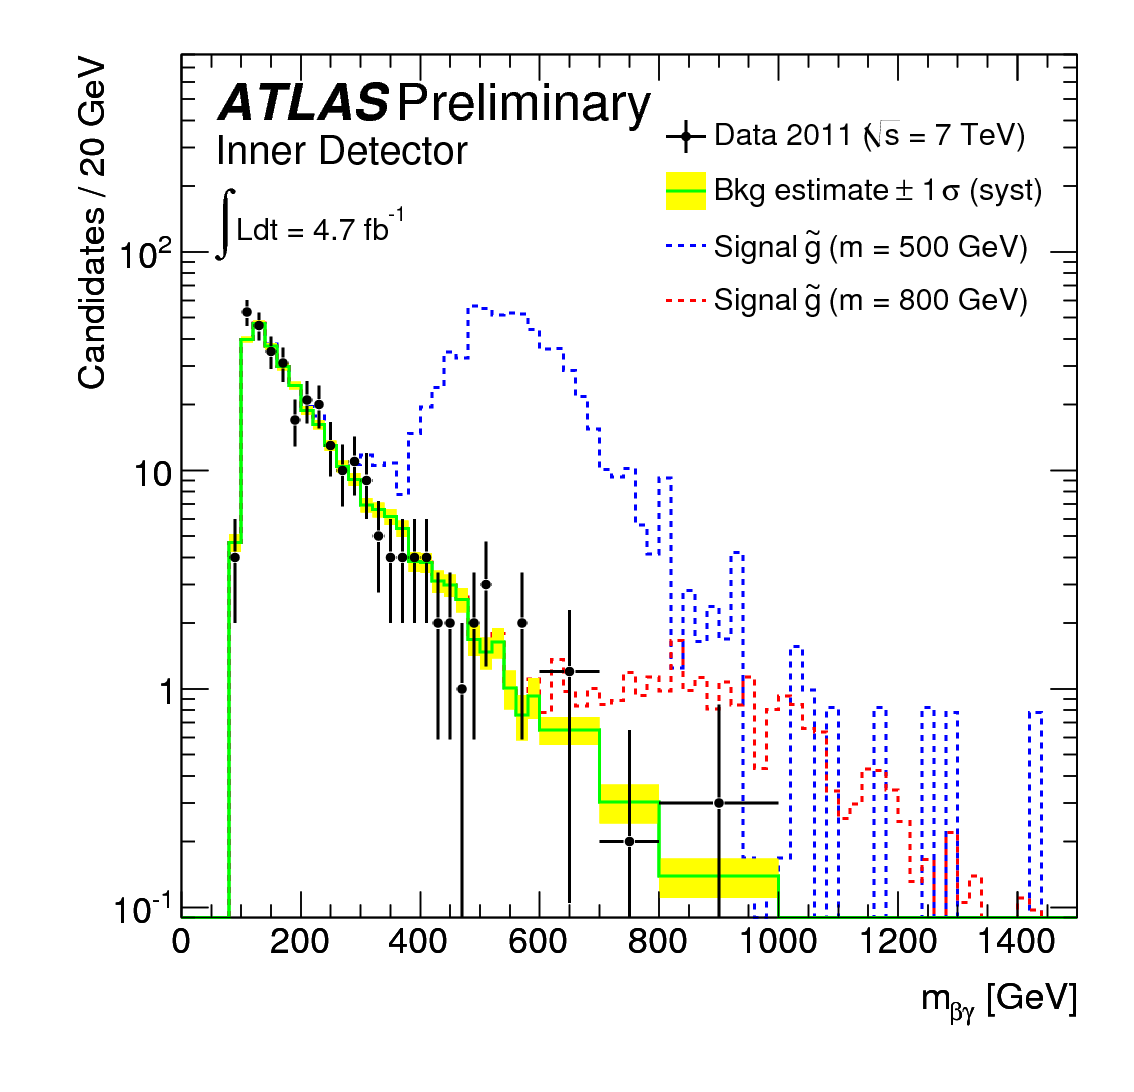 ATLAS Preliminary
Inner Detector
∫ Ldt = 4.7 fb⁻¹
Data 2011 (√s = 7 TeV)
Bkg estimate ± 1 σ (syst)
Signal g̃ (m = 500 GeV)
Signal g̃ (m = 800 GeV)
Candidates / 20 GeV
10²
10
1
10⁻¹
0 200 400 600 800 1000 1200 1400
m_βγ [GeV]